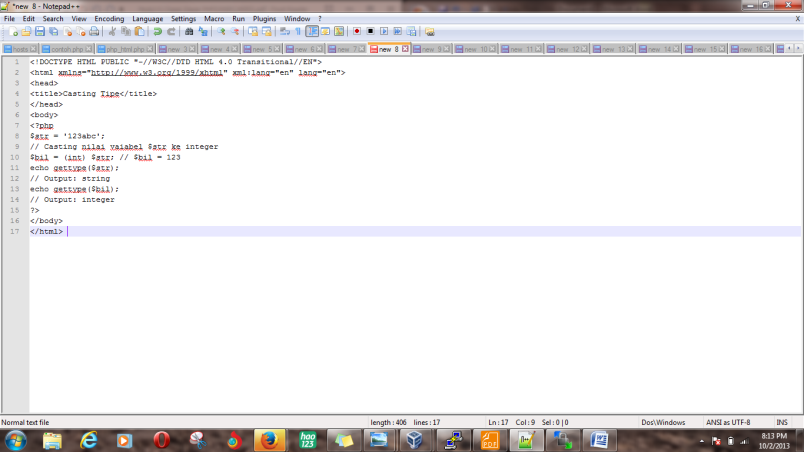 *new 8 - Notepad++
File Edit Search View Encoding Language Settings Macro Run Plugins Window ? X
hosts contoh.php php_html.php new 3 new 4 new 5 new 6 new 7 new 8 new 9 new 10 new 11 new 12 new 13 new 14 new 15 new 16
1 <!DOCTYPE HTML PUBLIC "-//W3C//DTD HTML 4.0 Transitional//EN">
2 <html xmlns="http://www.w3.org/1999/xhtml" xml:lang="en" lang="en">
3 <head>
4 <title>Casting Tipe</title>
5 </head>
6 <body>
7 <?php
8 $str = '123abc';
9 // Casting nilai vaiabel $str ke integer
10 $bil = (int) $str; // $bil = 123
11 echo gettype($str);
12 // Output: string
13 echo gettype($bil);
14 // Output: integer
15 ?>
16 </body>
17 </html>
Normal text file length : 406 lines : 17 Ln : 17 Col : 9 Sel : 0 | 0 Dos\Windows ANSI as UTF-8 INS
hao
123
PDF
8:13 PM
10/2/2013